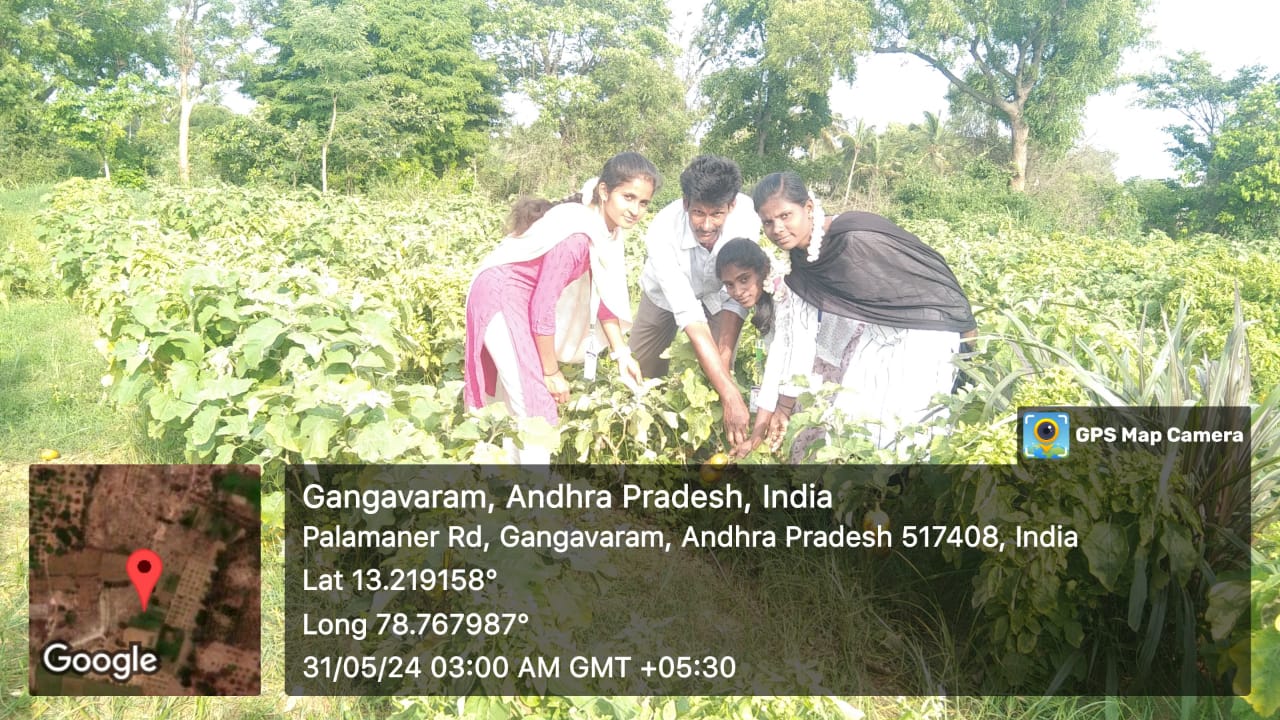 GPS Map Camera
Gangavaram, Andhra Pradesh, India
Palamaner Rd, Gangavaram, Andhra Pradesh 517408, India
Lat 13.219158°
Long 78.767987°
31/05/24 03:00 AM GMT +05:30
Google